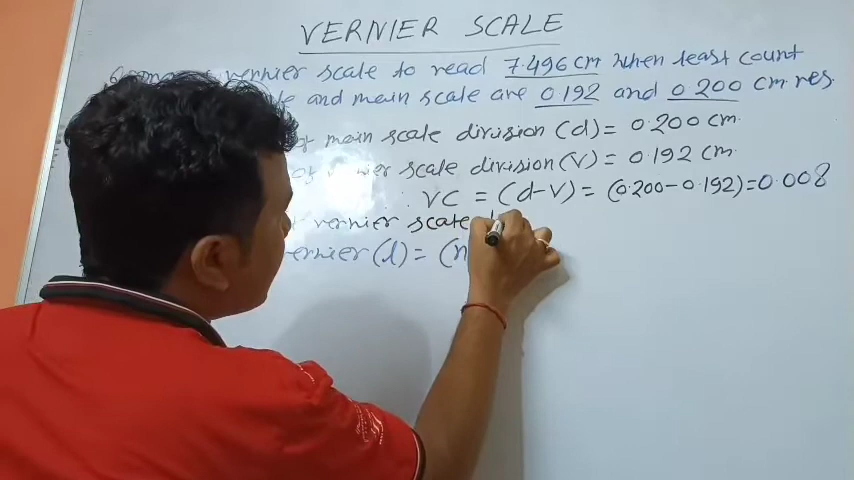 VERNIER SCALE
vernier scale to read 7.496 cm when least count
and main scale are 0.192 and 0.200 cm. res.
main scale division (d) = 0.200 cm.
scale division (v) = 0.192 cm.
∴ VC = (d-v) = (0.200-0.192)=0.008
vernier scale
(l) = (n